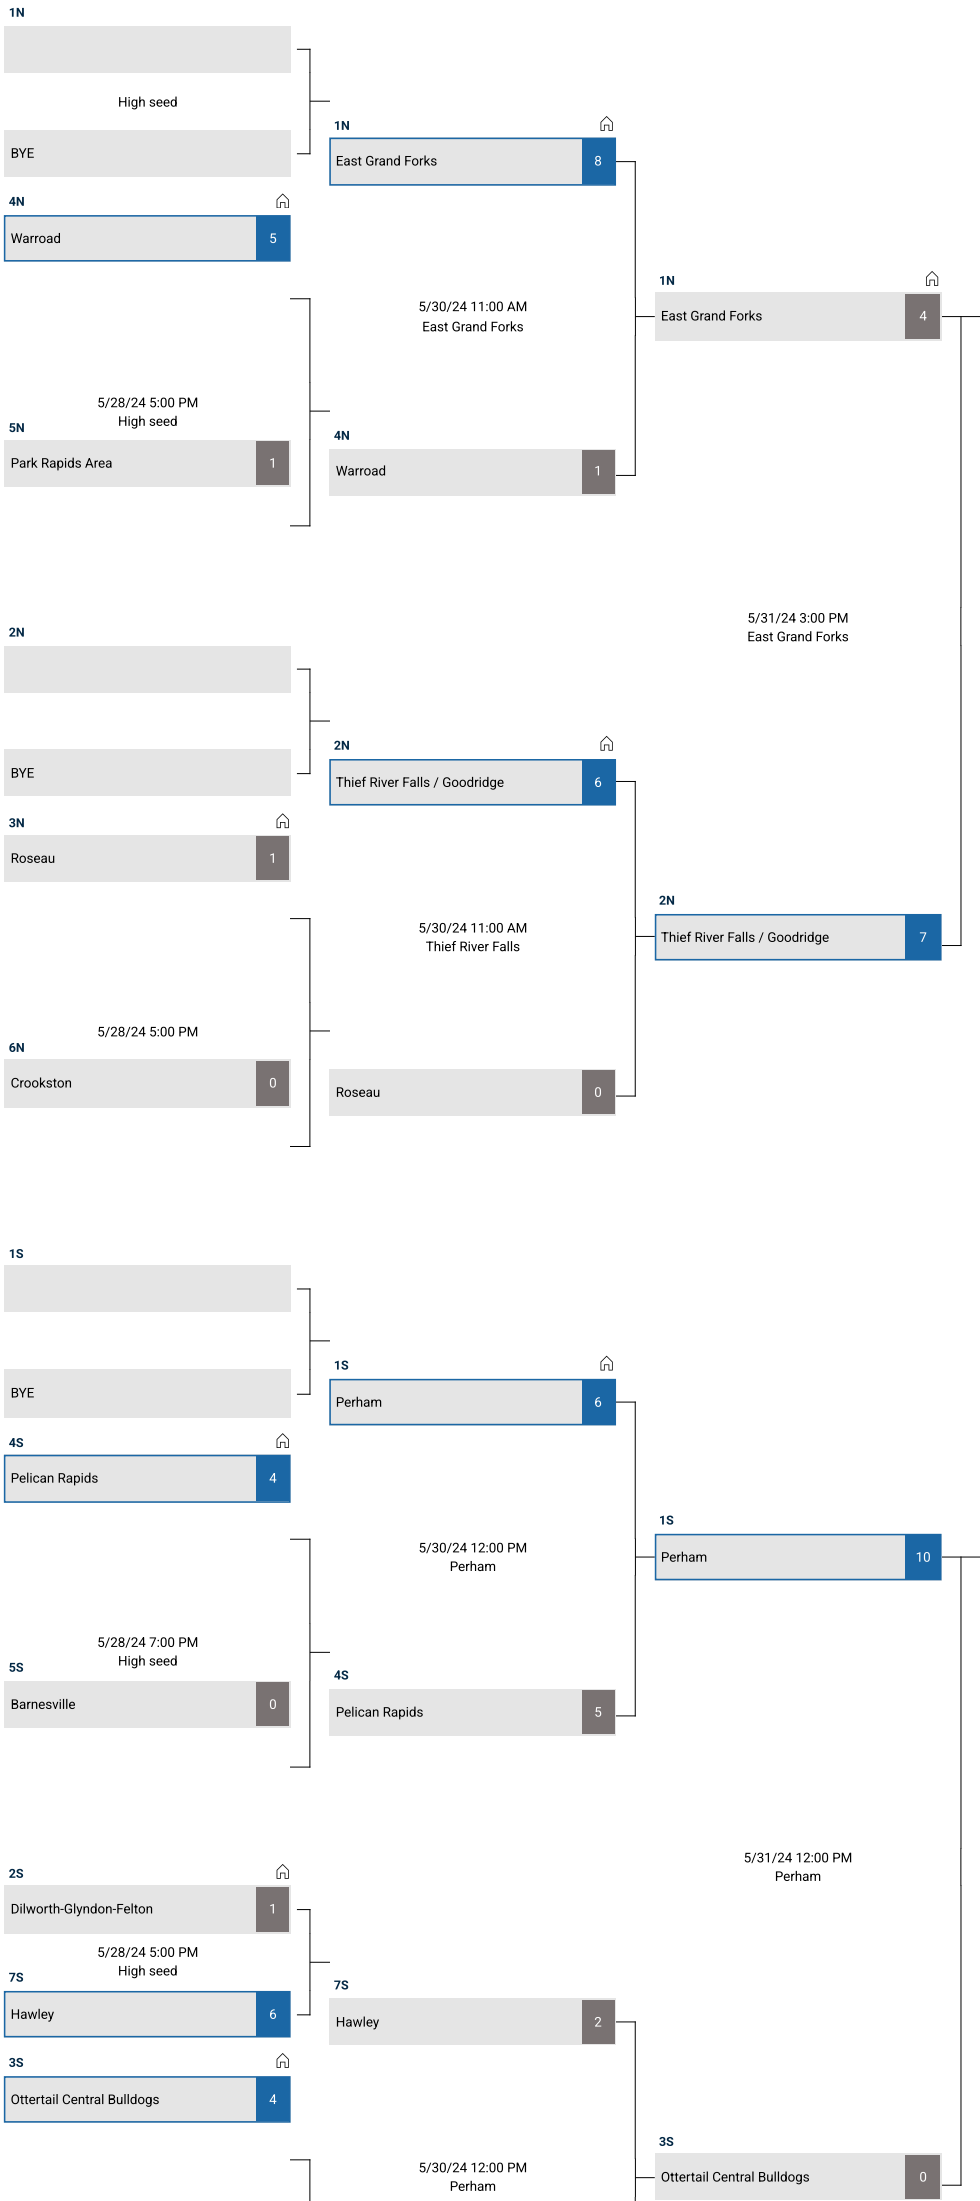 1N
High seed
BYE
1N
East Grand Forks 8
4N
Warroad 5
5/30/24 11:00 AM
East Grand Forks
1N
East Grand Forks 4
5/28/24 5:00 PM
High seed
5N
Park Rapids Area 1
4N
Warroad 1
5/31/24 3:00 PM
East Grand Forks
2N
BYE
2N
Thief River Falls / Goodridge 6
3N
Roseau 1
5/30/24 11:00 AM
Thief River Falls
2N
Thief River Falls / Goodridge 7
5/28/24 5:00 PM
6N
Crookston 0
Roseau 0
1S
BYE
1S
Perham 6
4S
Pelican Rapids 4
5/30/24 12:00 PM
Perham
1S
Perham 10
5/28/24 7:00 PM
High seed
5S
Barnesville 0
4S
Pelican Rapids 5
5/31/24 12:00 PM
Perham
2S
Dilworth-Glyndon-Felton 1
5/28/24 5:00 PM
High seed
7S
Hawley 6
7S
Hawley 2
3S
Ottertail Central Bulldogs 4
5/30/24 12:00 PM
Perham
3S
Ottertail Central Bulldogs 0